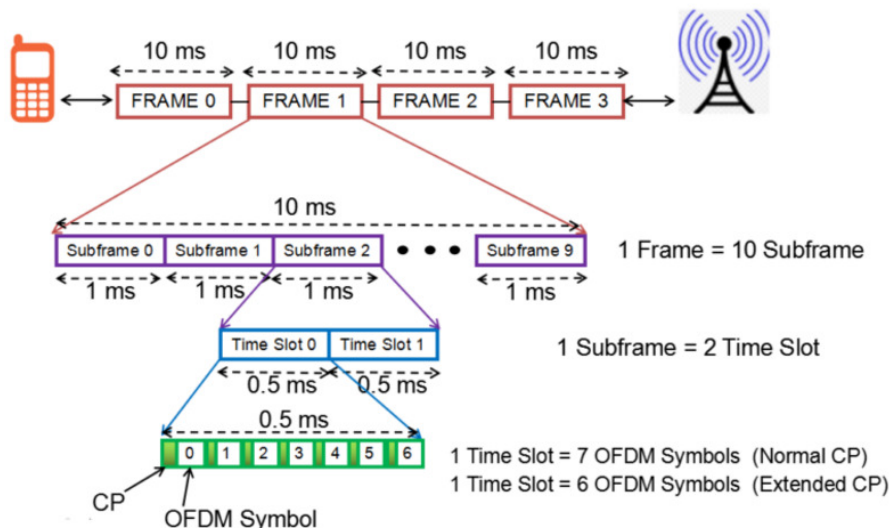 10 ms 10 ms 10 ms 10 ms
FRAME 0 FRAME 1 FRAME 2 FRAME 3
10 ms
Subframe 0 Subframe 1 Subframe 2 Subframe 9 1 Frame = 10 Subframe
1 ms 1 ms 1 ms 1 ms
Time Slot 0 Time Slot 1 1 Subframe = 2 Time Slot
0.5 ms 0.5 ms
0.5 ms
0 1 2 3 4 5 6 1 Time Slot = 7 OFDM Symbols (Normal CP)
1 Time Slot = 6 OFDM Symbols (Extended CP)
CP
OFDM Symbol